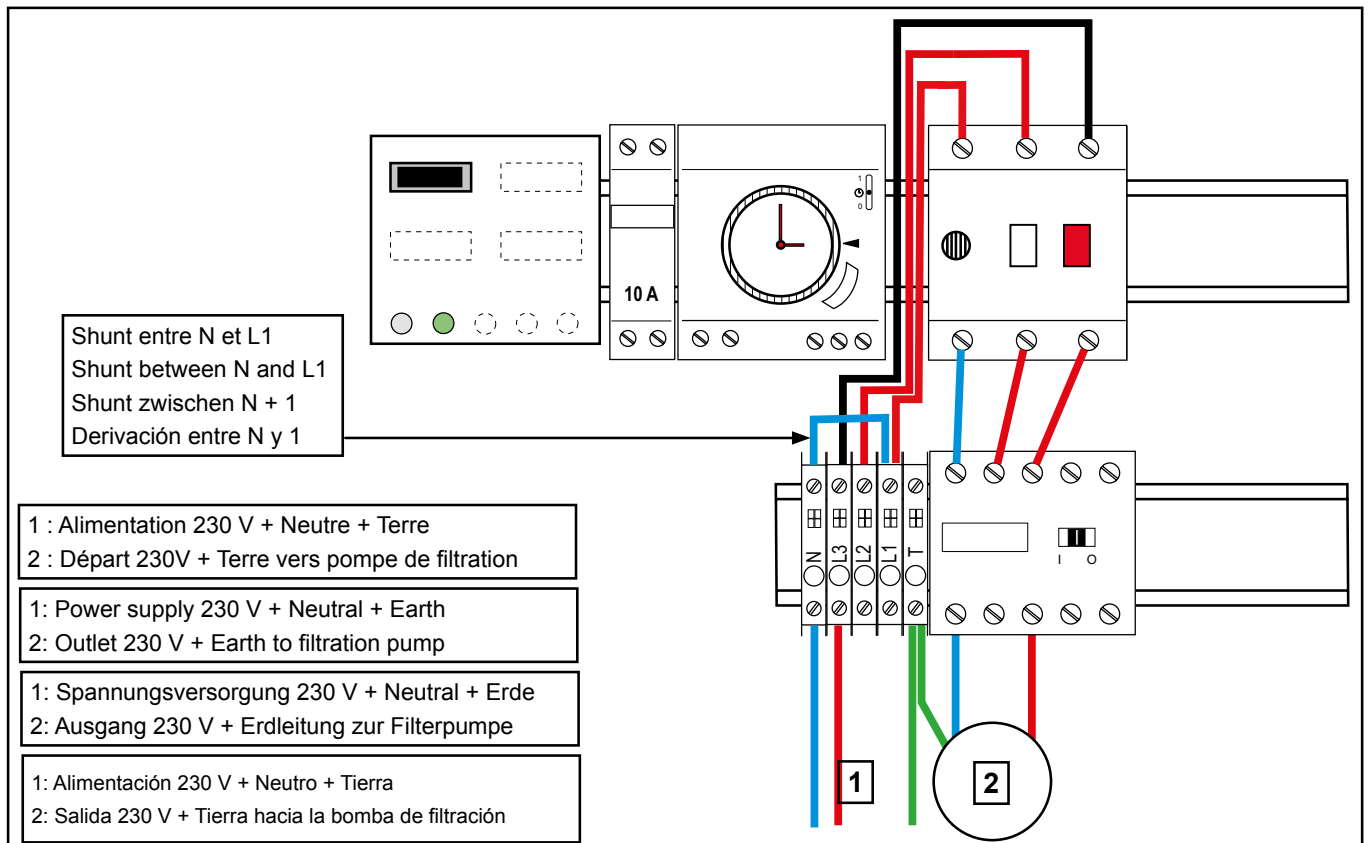 1
0
10 A
Shunt entre N et L1
Shunt between N and L1
Shunt zwischen N + 1
Derivación entre N y 1
N
L3
L2
L1
T
I O
1 : Alimentation 230 V + Neutre + Terre
2 : Départ 230V + Terre vers pompe de filtration
1: Power supply 230 V + Neutral + Earth
2: Outlet 230 V + Earth to filtration pump
1: Spannungsversorgung 230 V + Neutral + Erde
2: Ausgang 230 V + Erdleitung zur Filterpumpe
1: Alimentación 230 V + Neutro + Tierra
2: Salida 230 V + Tierra hacia la bomba de filtración
1
2